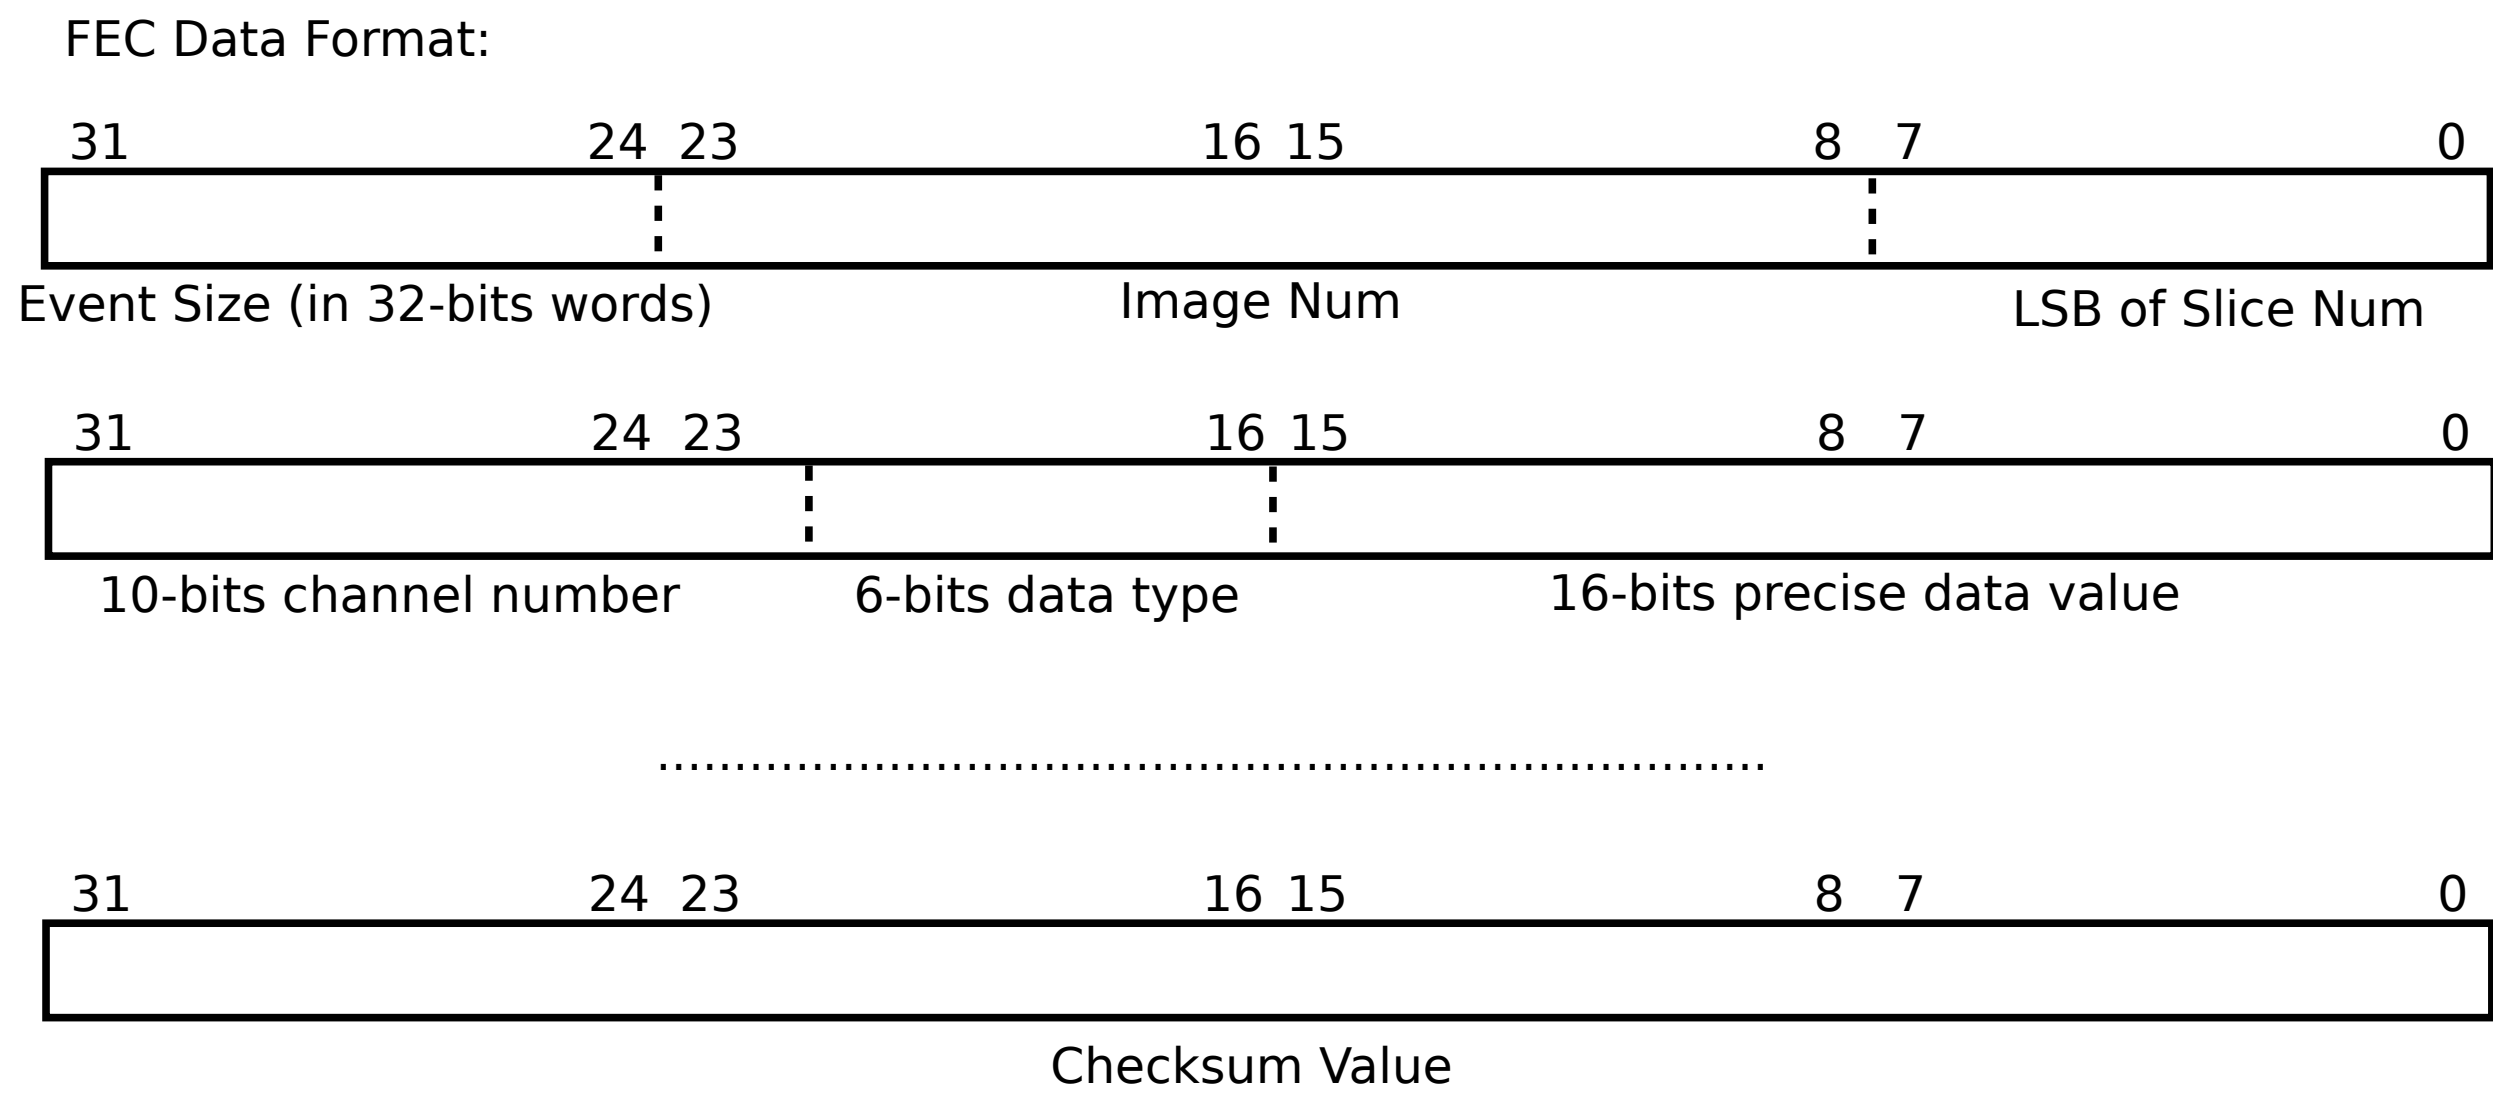 FEC Data Format:
31 24 23 16 15 8 7 0
Event Size (in 32-bits words) Image Num LSB of Slice Num
31 24 23 16 15 8 7 0
10-bits channel number 6-bits data type 16-bits precise data value
........................................................................
31 24 23 16 15 8 7 0
Checksum Value